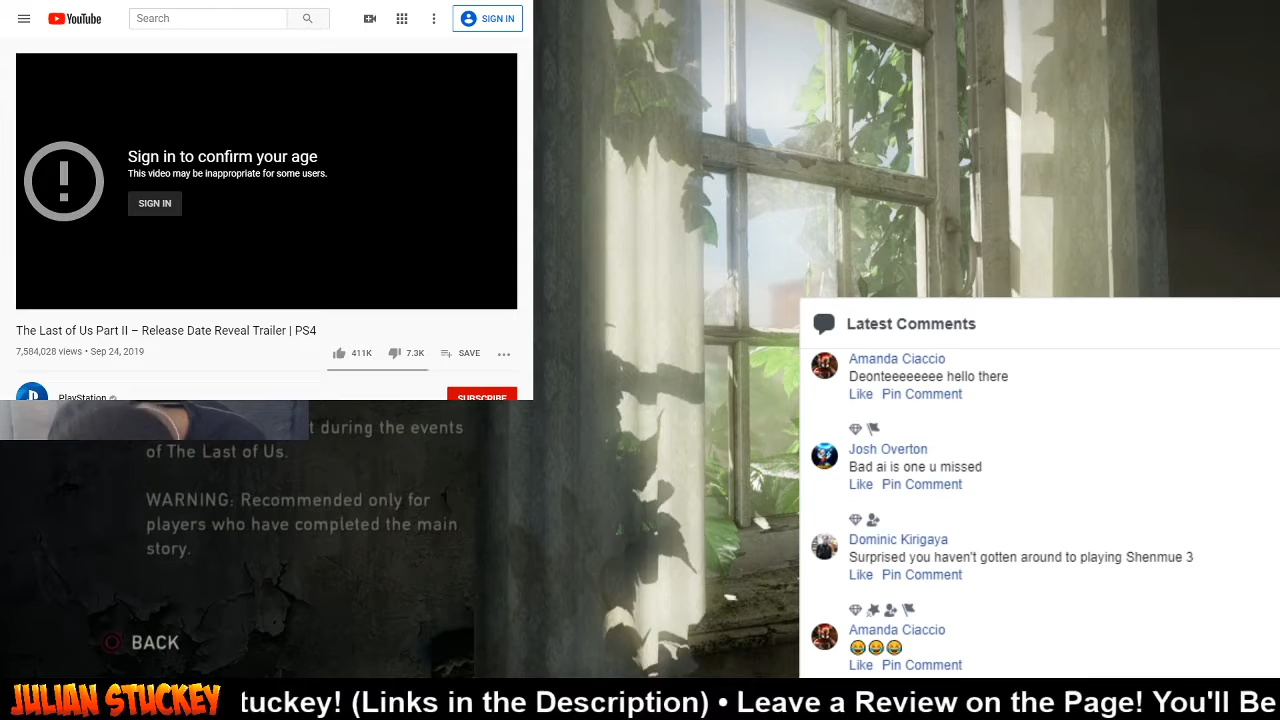 YouTube
Search
SIGN IN
Sign in to confirm your age
This video may be inappropriate for some users.
SIGN IN
The Last of Us Part II – Release Date Reveal Trailer | PS4
7,584,028 views • Sep 24, 2019
411K
7.3K
SAVE
PlayStation
SUBSCRIBE
t during the events
of The Last of Us.
WARNING: Recommended only for
players who have completed the main
story.
BACK
Latest Comments
Amanda Ciaccio
Deonteeeeeeee hello there
Like Pin Comment
Josh Overton
Bad ai is one u missed
Like Pin Comment
Dominic Kirigaya
Surprised you haven't gotten around to playing Shenmue 3
Like Pin Comment
Amanda Ciaccio
😂😂😂
Like Pin Comment
JULIAN STUCKEY
tuckey! (Links in the Description) • Leave a Review on the Page! You'll Be